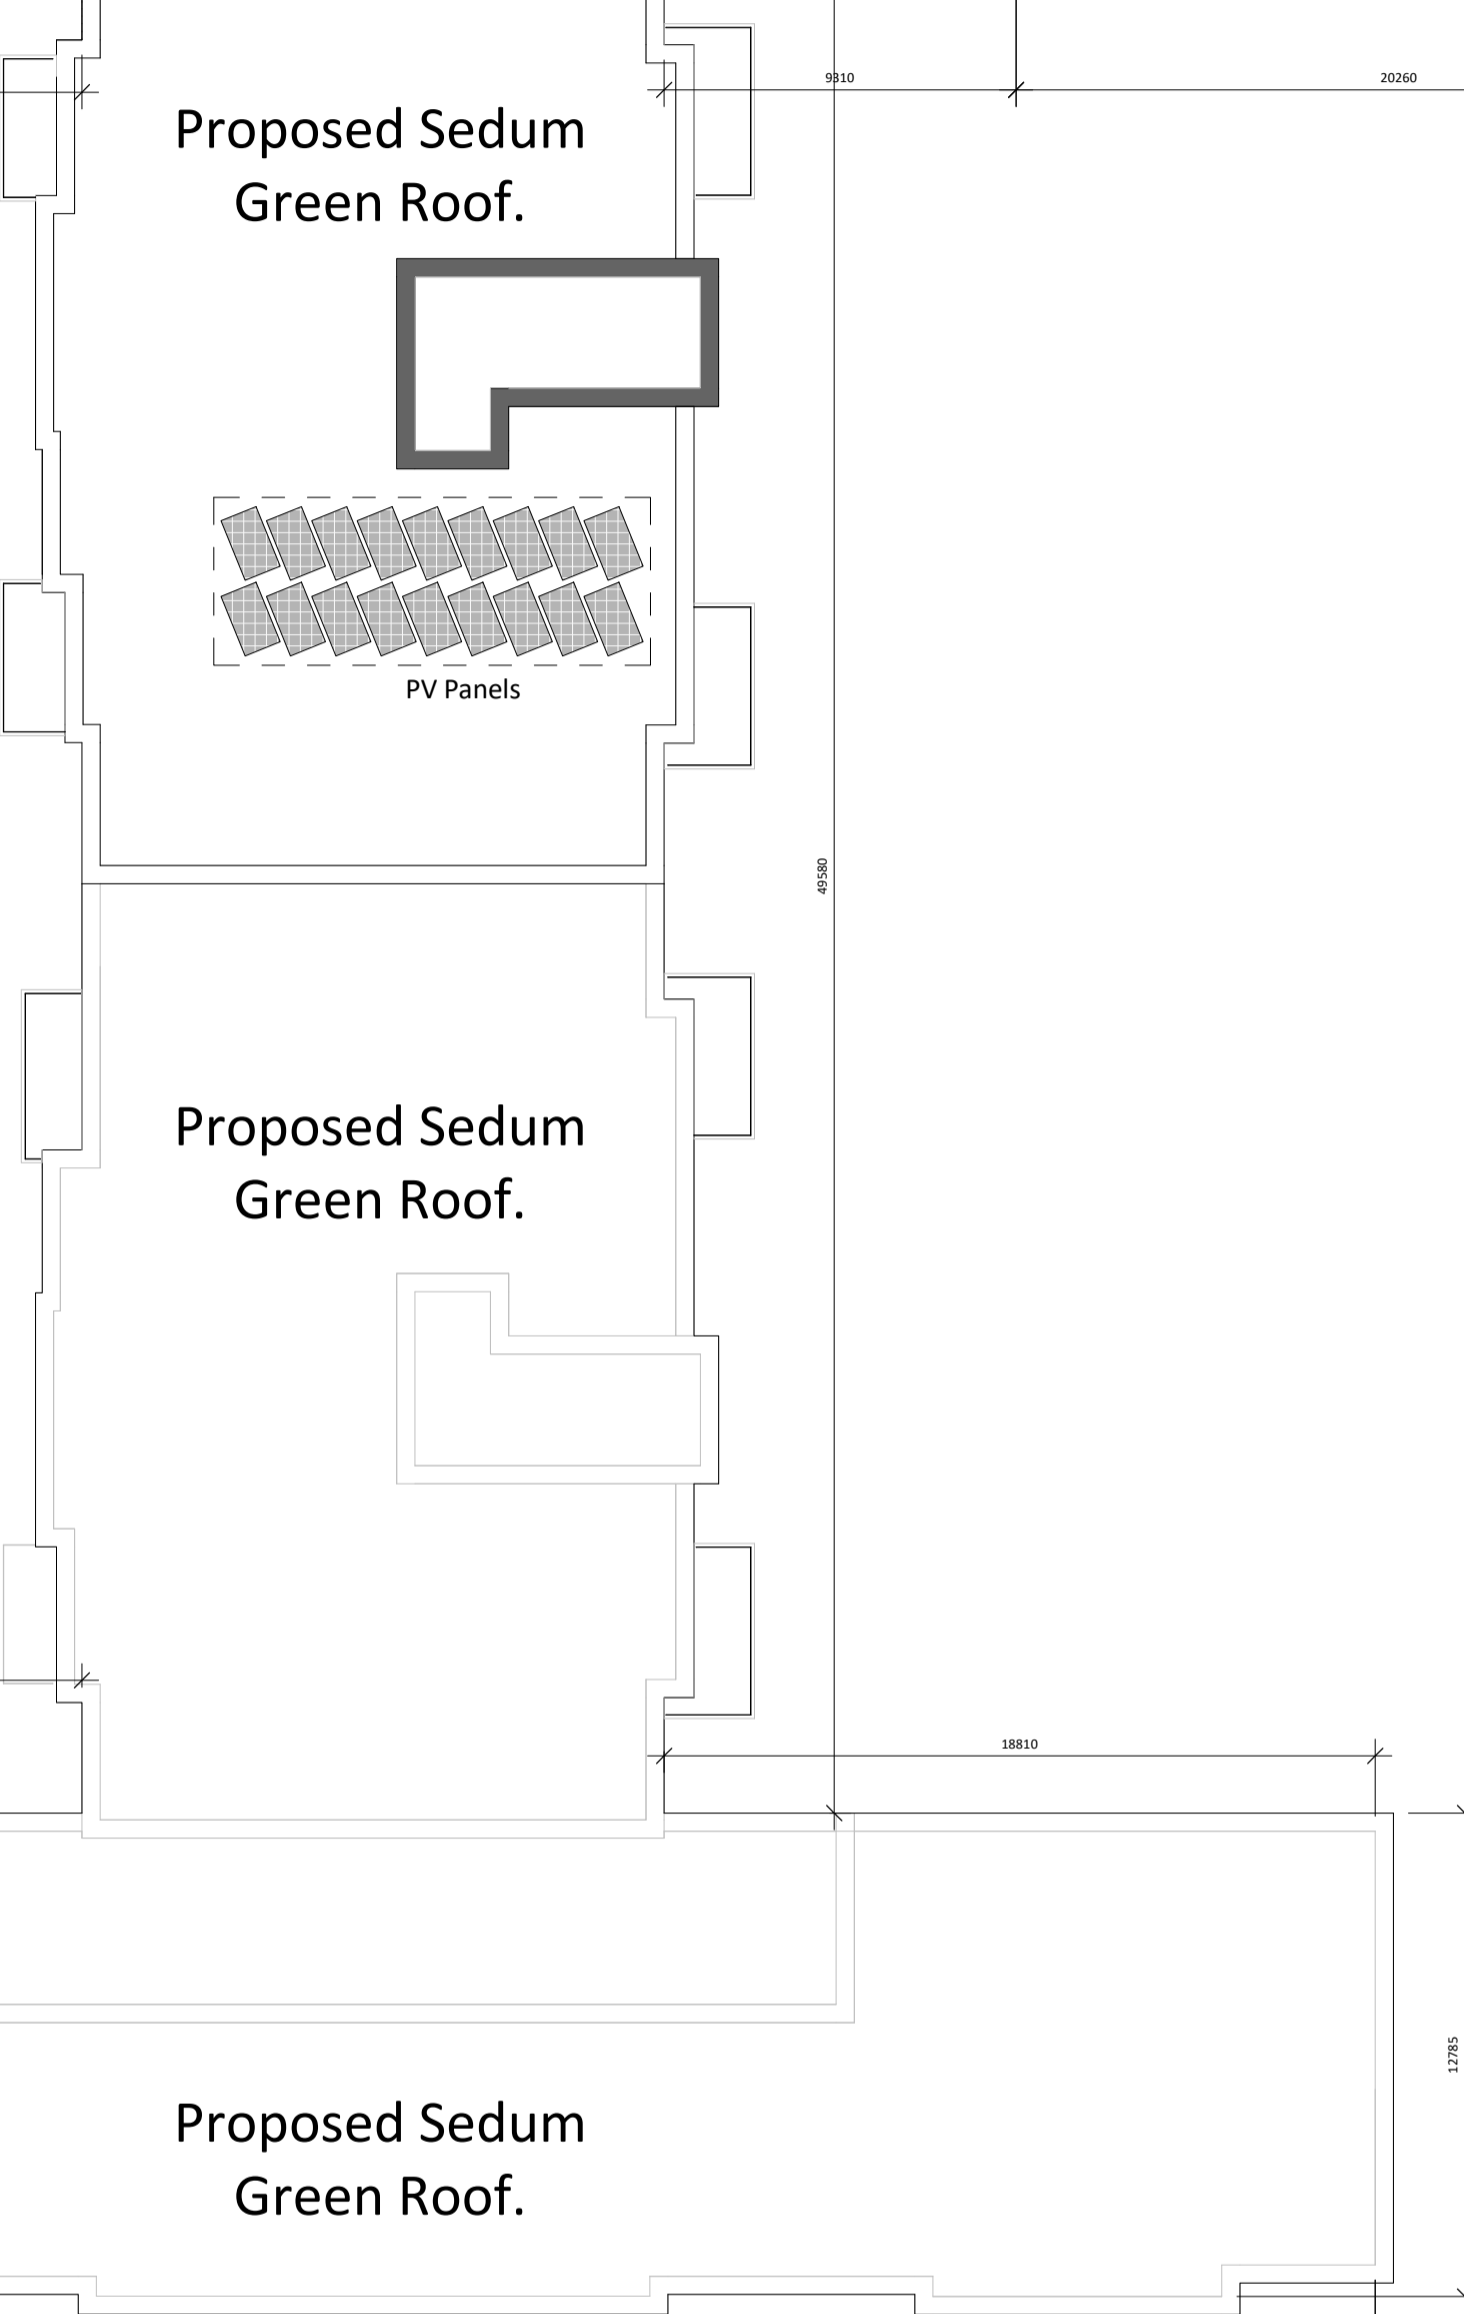 9310
20260
Proposed Sedum
Green Roof.
PV Panels
49580
Proposed Sedum
Green Roof.
18810
12785
Proposed Sedum
Green Roof.